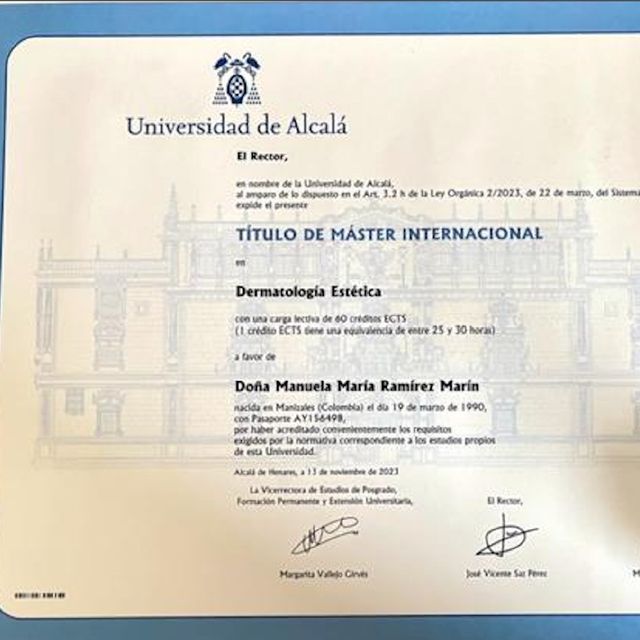 Universidad de Alcalá
El Rector,
en nombre de la Universidad de Alcalá,
al amparo de lo dispuesto en el Art. 3.2 h de la Ley Orgánica 2/2023, de 22 de marzo, del Sistema
expide el presente
TÍTULO DE MÁSTER INTERNACIONAL
en
Dermatología Estética
con una carga lectiva de 60 créditos ECTS
(1 crédito ECTS tiene una equivalencia de entre 25 y 30 horas)
a favor de
Doña Manuela María Ramírez Marín
nacida en Manizales (Colombia) el día 19 de marzo de 1990,
con Pasaporte AY156498,
por haber acreditado convenientemente los requisitos
exigidos por la normativa correspondiente a los estudios propios
de esta Universidad.
Alcalá de Henares, a 13 de noviembre de 2023
La Vicerrectora de Estudios de Posgrado,
Formación Permanente y Extensión Universitaria,
El Rector,
Margarita Vallejo Girvés
José Vicente Saz Pérez
M